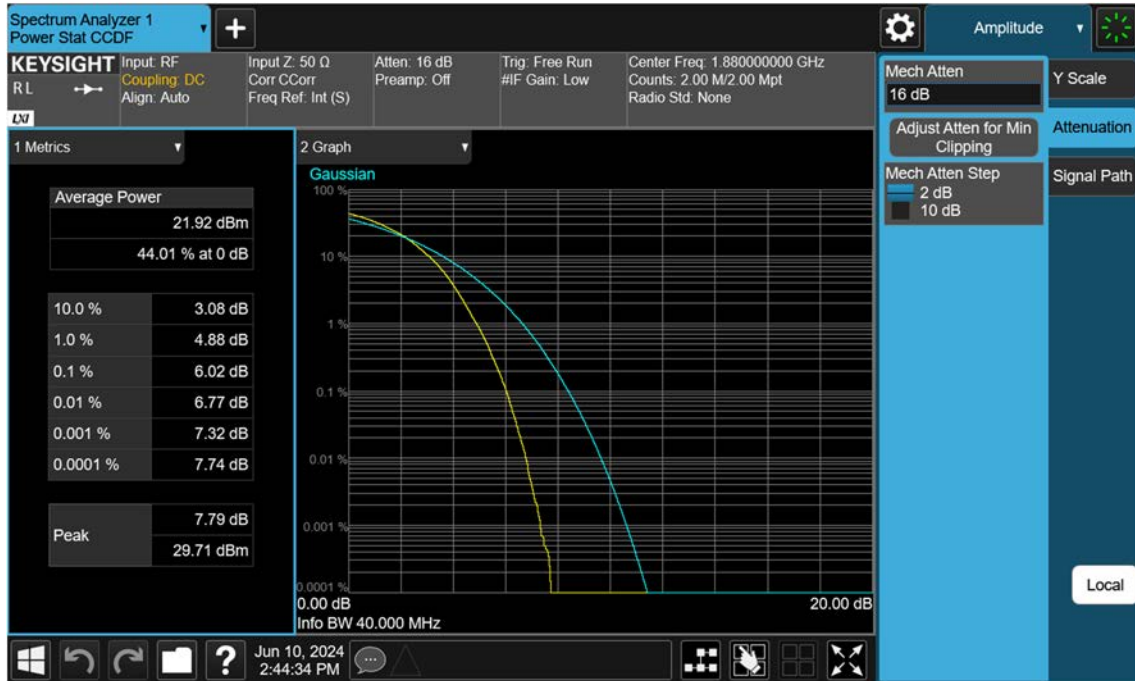 Spectrum Analyzer 1
Power Stat CCDF
+
Amplitude
KEYSIGHT
R L
LXI
Input: RF
Coupling: DC
Align: Auto
Input Z: 50 Ω
Corr CCorr
Freq Ref: Int (S)
Atten: 16 dB
Preamp: Off
Trig: Free Run
#IF Gain: Low
Center Freq: 1.880000000 GHz
Counts: 2.00 M/2.00 Mpt
Radio Std: None
1 Metrics
Average Power
21.92 dBm
44.01 % at 0 dB
10.0 % 3.08 dB
1.0 % 4.88 dB
0.1 % 6.02 dB
0.01 % 6.77 dB
0.001 % 7.32 dB
0.0001 % 7.74 dB
Peak
7.79 dB
29.71 dBm
2 Graph
Gaussian
100 %
10 %
1 %
0.1 %
0.01 %
0.001 %
0.0001 %
0.00 dB 20.00 dB
Info BW 40.000 MHz
Mech Atten
16 dB
Adjust Atten for Min
Clipping
Mech Atten Step
2 dB
10 dB
Y Scale
Attenuation
Signal Path
Local
?
Jun 10, 2024
2:44:34 PM